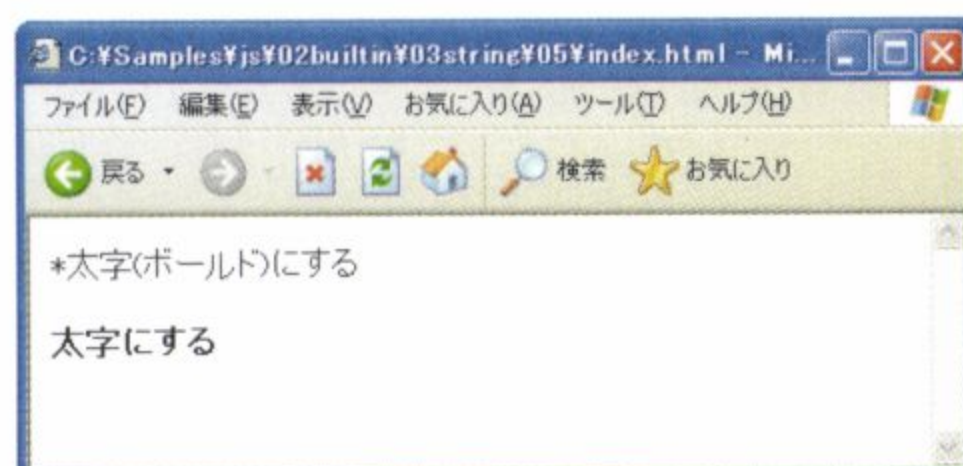 C:¥Samples¥js¥02builtin¥03string¥05¥index.html - Mi...
ファイル(F) 編集(E) 表示(V) お気に入り(A) ツール(T) ヘルプ(H)
戻る 検索 お気に入り
*太字(ボールド)にする
太字にする